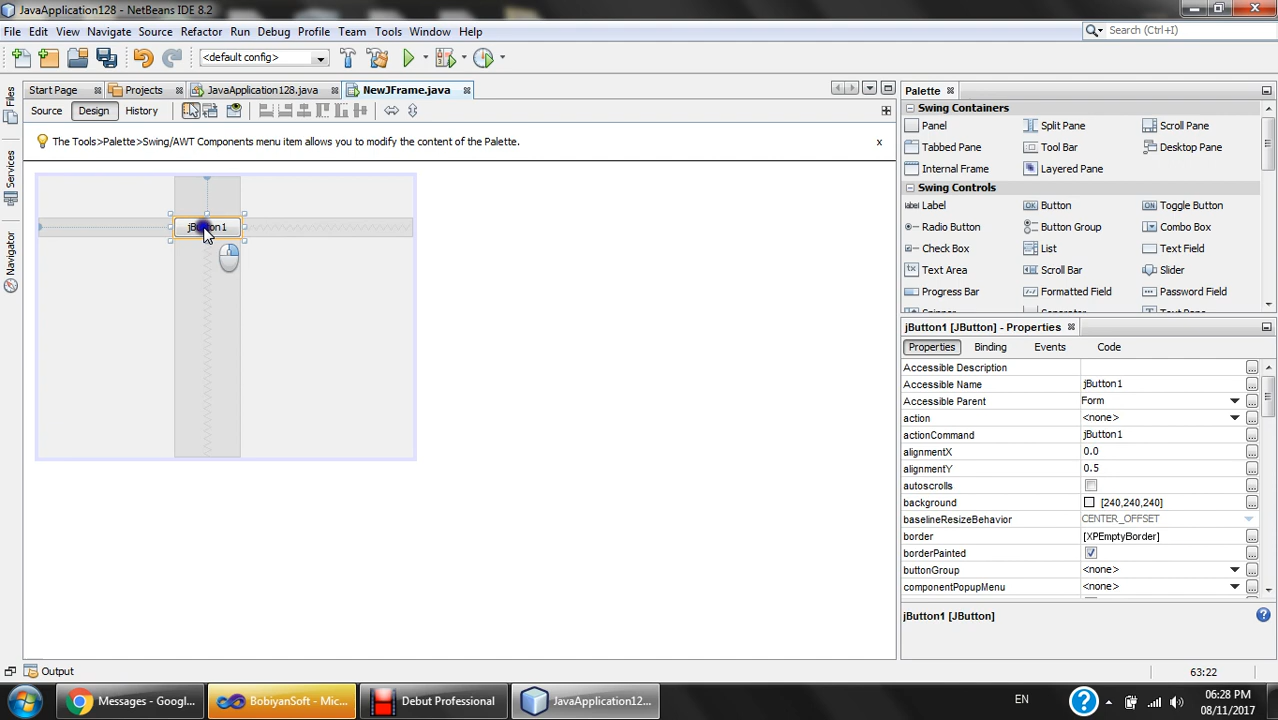 JavaApplication128 - NetBeans IDE 8.2
File Edit View Navigate Source Refactor Run Debug Profile Team Tools Window Help
Search (Ctrl+I)
<default config>
Start Page Projects JavaApplication128.java NewJFrame.java
Source Design History
The Tools>Palette>Swing/AWT Components menu item allows you to modify the content of the Palette. x
Files
Services
Navigator
Palette
Swing Containers
Panel Split Pane Scroll Pane
Tabbed Pane Tool Bar Desktop Pane
Internal Frame Layered Pane
Swing Controls
Label Button Toggle Button
Radio Button Button Group Combo Box
Check Box List Text Field
Text Area Scroll Bar Slider
Progress Bar Formatted Field Password Field
jButton1 [JButton] - Properties
Properties Binding Events Code
Accessible Description
Accessible Name jButton1
Accessible Parent Form
action <none>
actionCommand jButton1
alignmentX 0.0
alignmentY 0.5
autoscrolls
background [240,240,240]
baselineResizeBehavior CENTER_OFFSET
border [XPEmptyBorder]
borderPainted
buttonGroup <none>
componentPopupMenu <none>
jButton1 [JButton]
Output
63:22
Messages - Googl...
BobiyanSoft - Mic...
Debut Professional
JavaApplication12...
EN
06:28 PM
08/11/2017